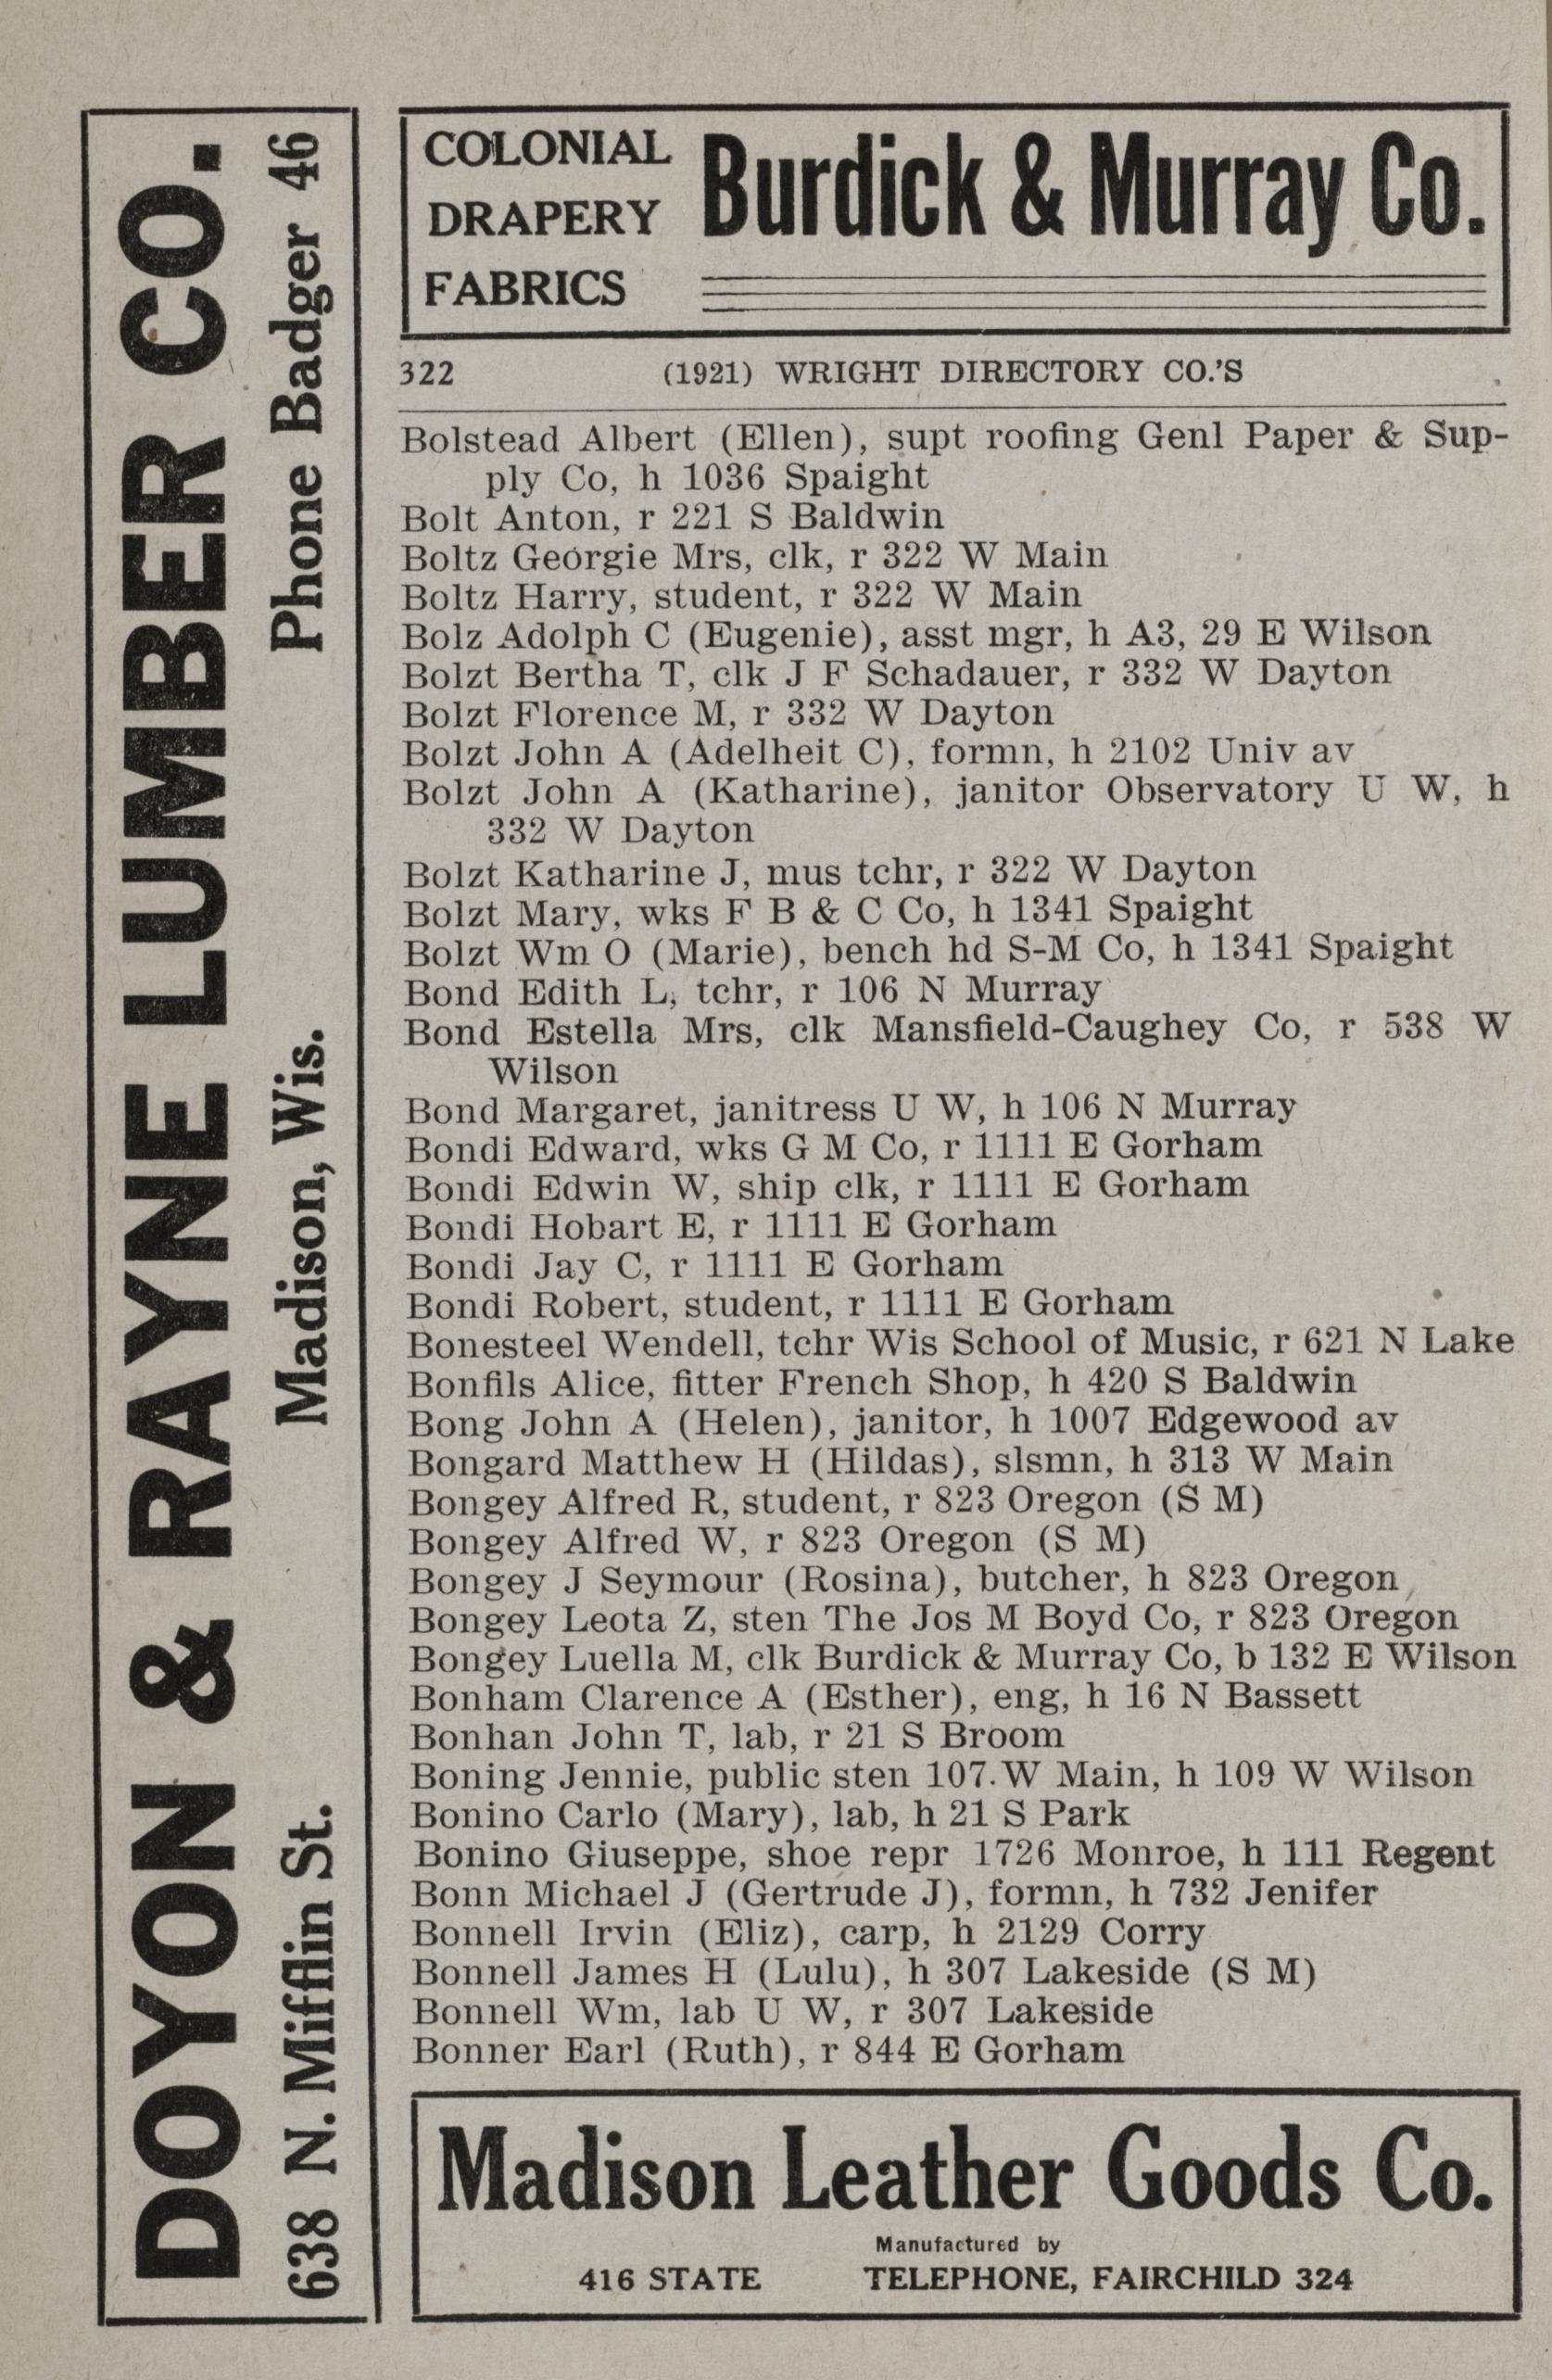 DOYON & RAYNE LUMBER CO.
638 N. Mifflin St. Madison, Wis. Phone Badger 46
COLONIAL
DRAPERY
FABRICS
Burdick & Murray Co.
322 (1921) WRIGHT DIRECTORY CO.'S
Bolstead Albert (Ellen), supt roofing Genl Paper & Sup-
ply Co, h 1036 Spaight
Bolt Anton, r 221 S Baldwin
Boltz Georgie Mrs, clk, r 322 W Main
Boltz Harry, student, r 322 W Main
Bolz Adolph C (Eugenie), asst mgr, h A3, 29 E Wilson
Bolzt Bertha T, clk J F Schadauer, r 332 W Dayton
Bolzt Florence M, r 332 W Dayton
Bolzt John A (Adelheit C), formn, h 2102 Univ av
Bolzt John A (Katharine), janitor Observatory U W, h
332 W Dayton
Bolzt Katharine J, mus tchr, r 322 W Dayton
Bolzt Mary, wks F B & C Co, h 1341 Spaight
Bolzt Wm O (Marie), bench hd S-M Co, h 1341 Spaight
Bond Edith L, tchr, r 106 N Murray
Bond Estella Mrs, clk Mansfield-Caughey Co, r 538 W
Wilson
Bond Margaret, janitress U W, h 106 N Murray
Bondi Edward, wks G M Co, r 1111 E Gorham
Bondi Edwin W, ship clk, r 1111 E Gorham
Bondi Hobart E, r 1111 E Gorham
Bondi Jay C, r 1111 E Gorham
Bondi Robert, student, r 1111 E Gorham
Bonesteel Wendell, tchr Wis School of Music, r 621 N Lake
Bonfils Alice, fitter French Shop, h 420 S Baldwin
Bong John A (Helen), janitor, h 1007 Edgewood av
Bongard Matthew H (Hildas), slsmn, h 313 W Main
Bongey Alfred R, student, r 823 Oregon (S M)
Bongey Alfred W, r 823 Oregon (S M)
Bongey J Seymour (Rosina), butcher, h 823 Oregon
Bongey Leota Z, sten The Jos M Boyd Co, r 823 Oregon
Bongey Luella M, clk Burdick & Murray Co, b 132 E Wilson
Bonham Clarence A (Esther), eng, h 16 N Bassett
Bonhan John T, lab, r 21 S Broom
Boning Jennie, public sten 107 W Main, h 109 W Wilson
Bonino Carlo (Mary), lab, h 21 S Park
Bonino Giuseppe, shoe repr 1726 Monroe, h 111 Regent
Bonn Michael J (Gertrude J), formn, h 732 Jenifer
Bonnell Irvin (Eliz), carp, h 2129 Corry
Bonnell James H (Lulu), h 307 Lakeside (S M)
Bonnell Wm, lab U W, r 307 Lakeside
Bonner Earl (Ruth), r 844 E Gorham
Madison Leather Goods Co.
Manufactured by
416 STATE TELEPHONE, FAIRCHILD 324